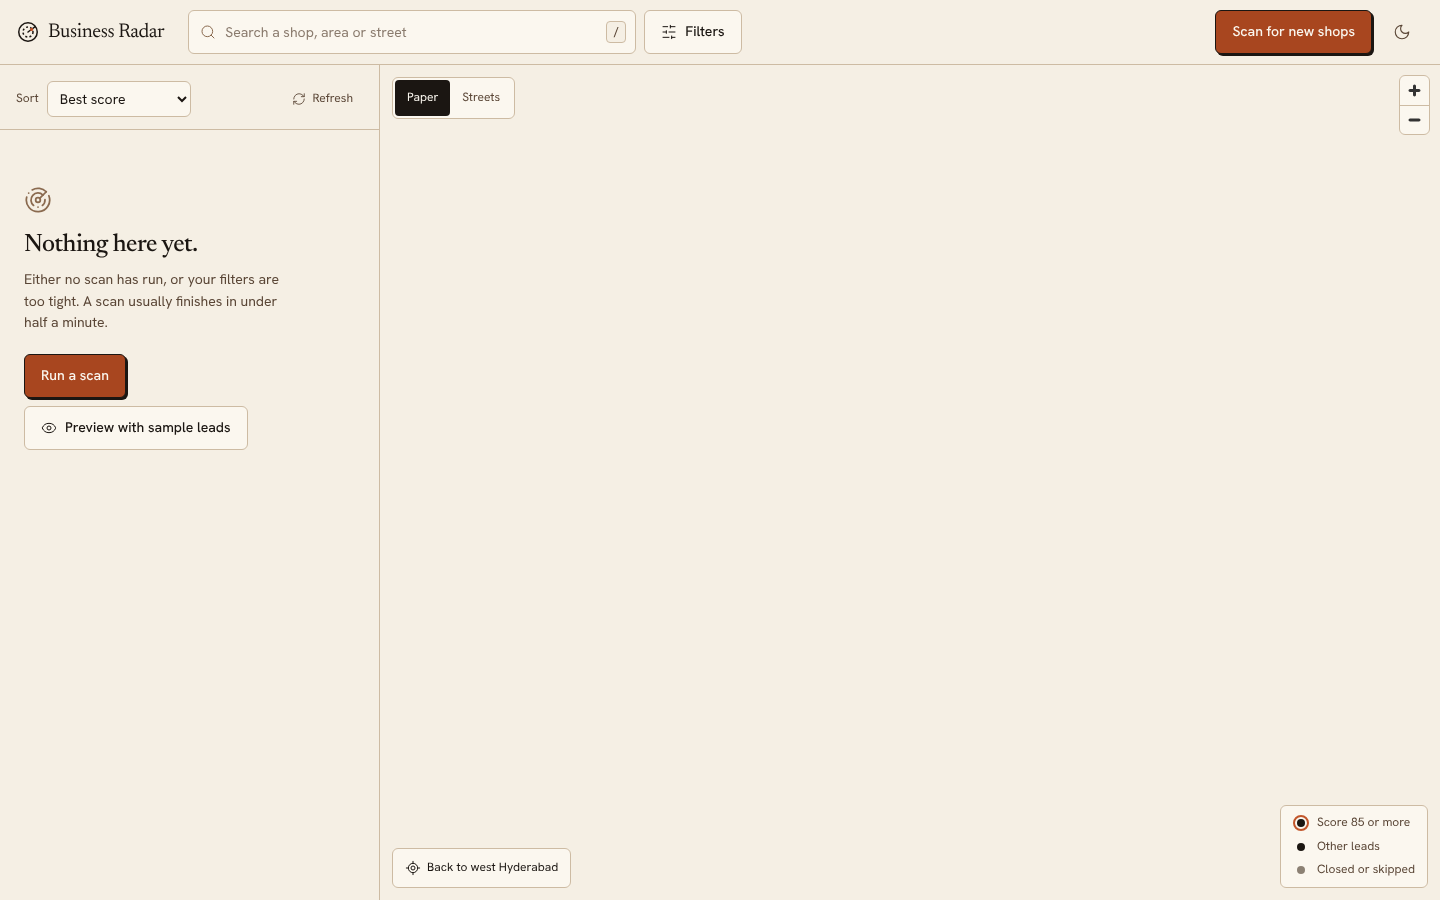 Business Radar
Search a shop, area or street
/
Filters
Scan for new shops
Sort
Best score
Refresh
Paper
Streets
+
−
Nothing here yet.
Either no scan has run, or your filters are
too tight. A scan usually finishes in under
half a minute.
Run a scan
Preview with sample leads
Back to west Hyderabad
Score 85 or more
Other leads
Closed or skipped